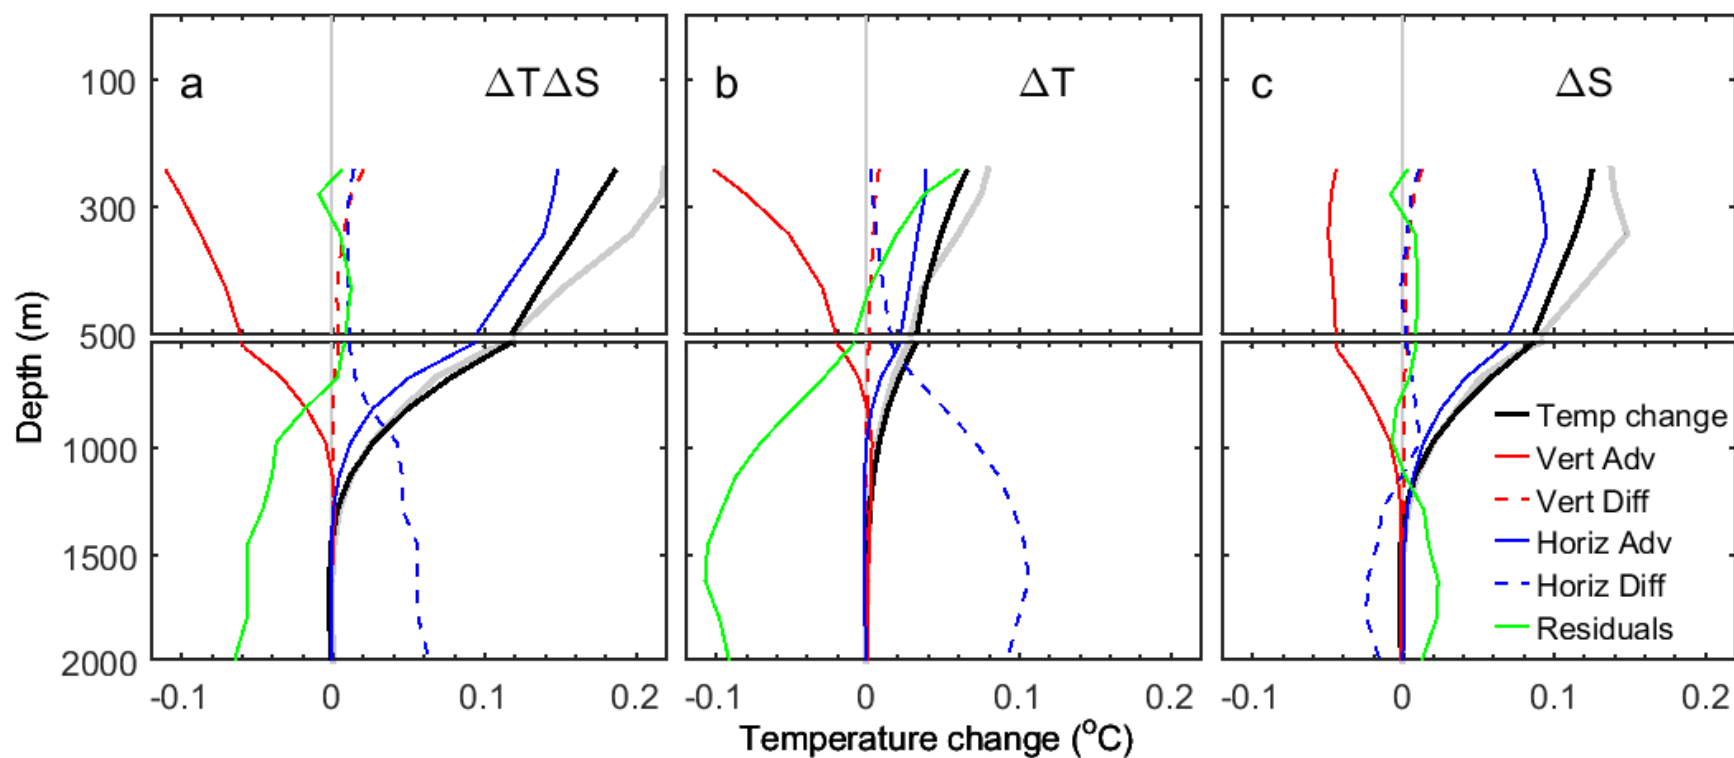 a ΔTΔS
b ΔT
c ΔS
100
300
500
1000
1500
2000
Depth (m)
Temp change
Vert Adv
Vert Diff
Horiz Adv
Horiz Diff
Residuals
-0.1 0 0.1 0.2
-0.1 0 0.1 0.2
-0.1 0 0.1 0.2
Temperature change (°C)